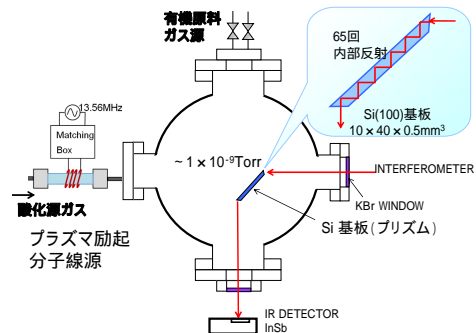 有機原料
ガス源
65回
内部反射
Si(100)基板
10×40×0.5mm³
13.56MHz
Matching
Box
~1×10⁻⁹Torr
INTERFEROMETER
KBr WINDOW
Si 基板(プリズム)
酸化源ガス
プラズマ励起
分子線源
IR DETECTOR
InSb